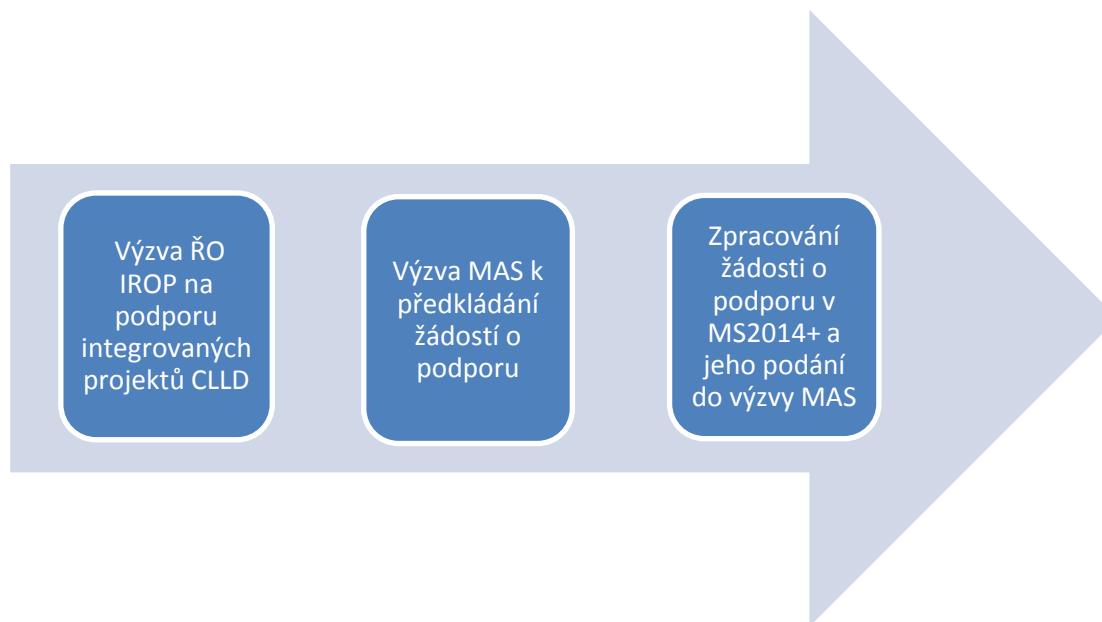 Výzva ŘO
IROP na
podporu
integrovaných
projektů CLLD
Výzva MAS k
předkládání
žádostí o
podporu
Zpracování
žádosti o
podporu v
MS2014+ a
jeho podání
do výzvy MAS